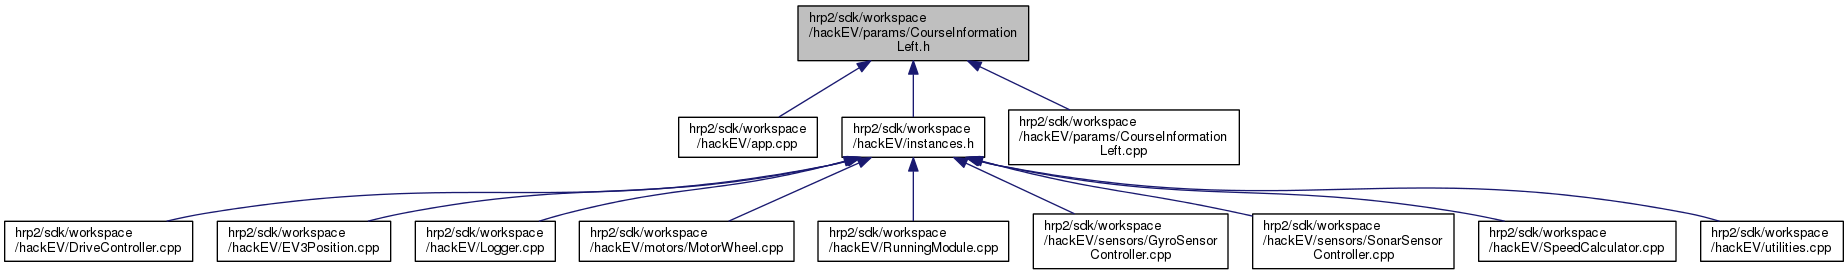 hrp2/sdk/workspace
/hackEV/params/CourseInformation
Left.h
hrp2/sdk/workspace
/hackEV/app.cpp
hrp2/sdk/workspace
/hackEV/instances.h
hrp2/sdk/workspace
/hackEV/params/CourseInformation
Left.cpp
hrp2/sdk/workspace
/hackEV/DriveController.cpp
hrp2/sdk/workspace
/hackEV/EV3Position.cpp
hrp2/sdk/workspace
/hackEV/Logger.cpp
hrp2/sdk/workspace
/hackEV/motors/MotorWheel.cpp
hrp2/sdk/workspace
/hackEV/RunningModule.cpp
hrp2/sdk/workspace
/hackEV/sensors/GyroSensor
Controller.cpp
hrp2/sdk/workspace
/hackEV/sensors/SonarSensor
Controller.cpp
hrp2/sdk/workspace
/hackEV/SpeedCalculator.cpp
hrp2/sdk/workspace
/hackEV/utilities.cpp